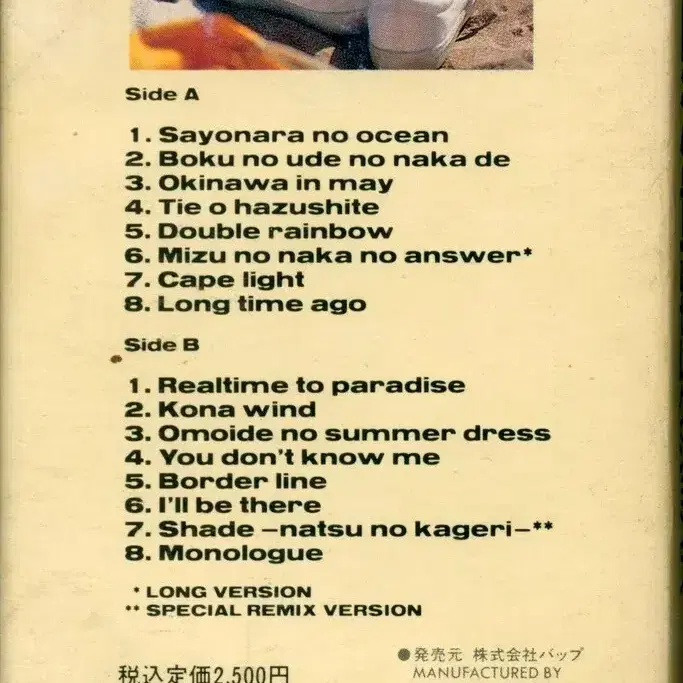 Side A
1. Sayonara no ocean
2. Boku no ude no naka de
3. Okinawa in may
4. Tie o hazushite
5. Double rainbow
6. Mizu no naka no answer*
7. Cape light
8. Long time ago
Side B
1. Realtime to paradise
2. Kona wind
3. Omoide no summer dress
4. You don't know me
5. Border line
6. I'll be there
7. Shade –natsu no kageri–**
8. Monologue
* LONG VERSION
** SPECIAL REMIX VERSION
●発売元 株式会社バップ
MANUFACTURED BY
税込定価2,500円